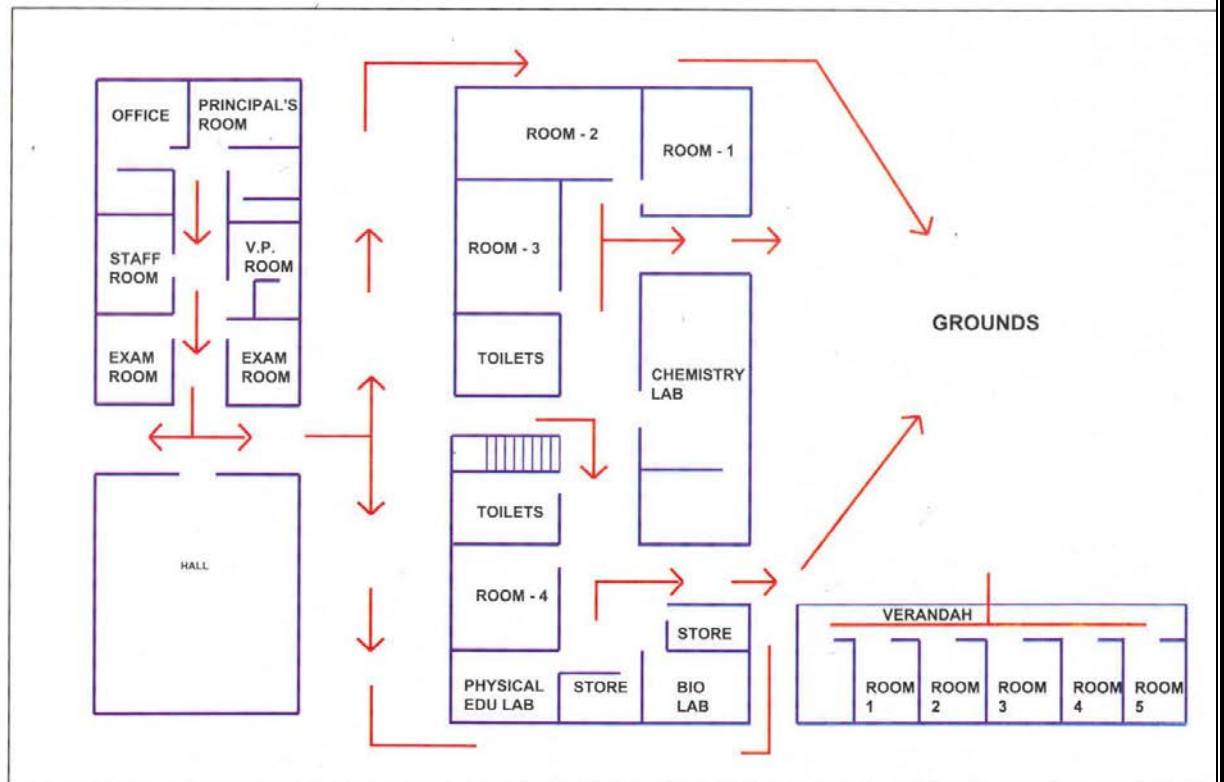 OFFICE
PRINCIPAL'S
ROOM
STAFF
ROOM
V.P.
ROOM
EXAM
ROOM
EXAM
ROOM
HALL
ROOM - 2
ROOM - 1
ROOM - 3
TOILETS
CHEMISTRY
LAB
TOILETS
ROOM - 4
STORE
PHYSICAL
EDU LAB
STORE
BIO
LAB
GROUNDS
VERANDAH
ROOM
1
ROOM
2
ROOM
3
ROOM
4
ROOM
5